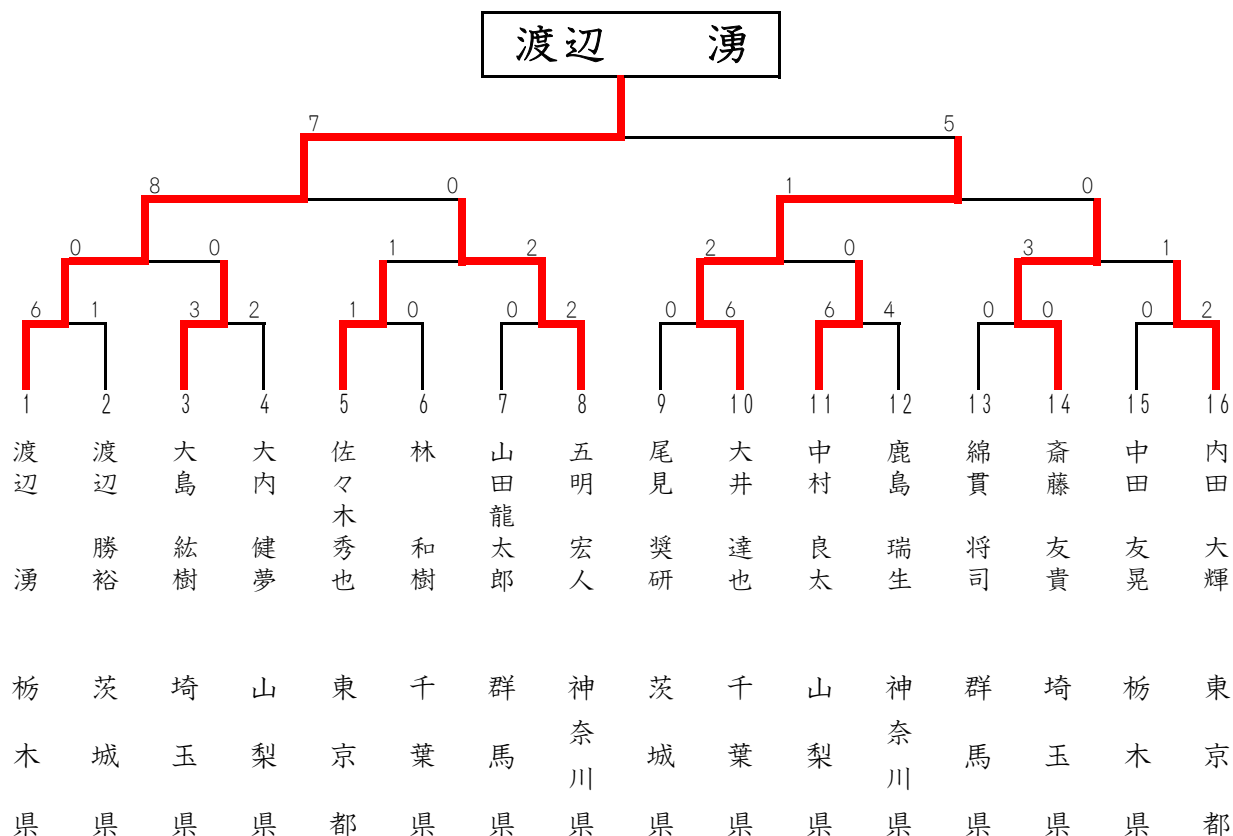 渡辺 湧
7 5
8 0 1 0
0 0 1 2 2 0 3 1
6 1 3 2 1 0 0 2 0 6 6 4 0 0 0 2
1 2 3 4 5 6 7 8 9 10 11 12 13 14 15 16
渡辺 湧
渡辺 勝裕
大島 紘樹
大内 健夢
佐々木秀也
林 和樹
山田龍太郎
五明 宏人
尾見 奨研
大井 達也
中村 良太
鹿島 瑞生
綿貫 将司
斎藤 友貴
中田 友晃
内田 大輝
栃木県
茨城県
埼玉県
山梨県
東京都
千葉県
群馬県
神奈川県
茨城県
千葉県
山梨県
神奈川県
群馬県
埼玉県
栃木県
東京都